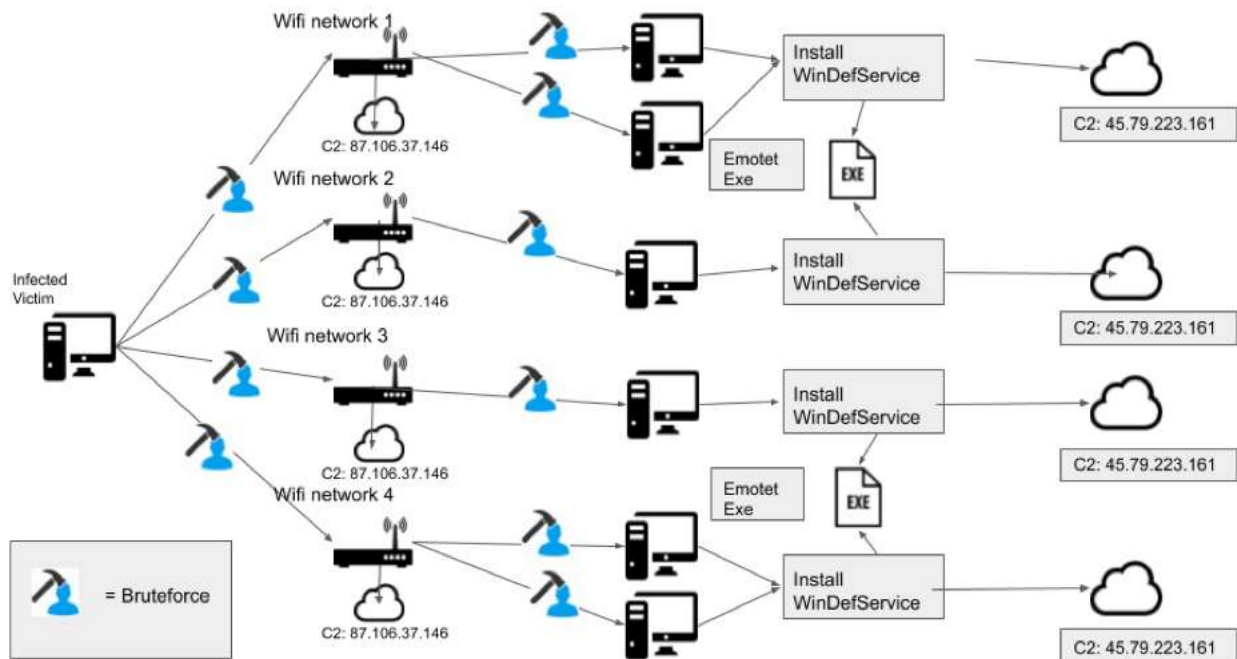 Wifi network 1
Install
WinDefService
C2: 45.79.223.161
C2: 87.106.37.146
Emotet
Exe
EXE
Wifi network 2
Install
WinDefService
C2: 45.79.223.161
C2: 87.106.37.146
Infected
Victim
Wifi network 3
Install
WinDefService
C2: 45.79.223.161
C2: 87.106.37.146
Wifi network 4
Emotet
Exe
EXE
Install
WinDefService
C2: 45.79.223.161
C2: 87.106.37.146
= Bruteforce